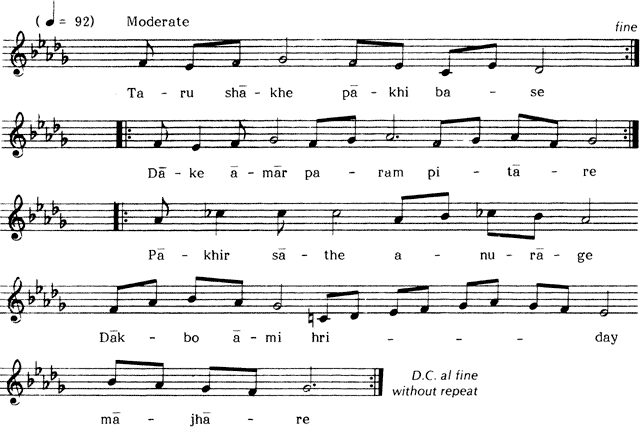 ( ♩ = 92) Moderate
fine
Ta - ru shā - khe pā - khi ba - se
Dā - ke ā - mār pa - ram pi - tā - re
Pā - khir sā - the a - nu - rā - ge
Dāk - bo ā - mi hri - - - - day
D.C. al fine
without repeat
mā - jhā - re